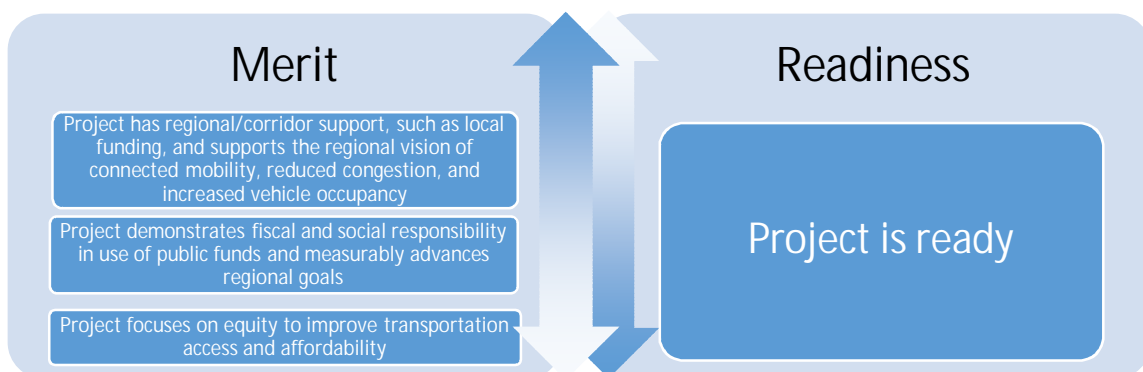 Merit
Project has regional/corridor support, such as local
funding, and supports the regional vision of
connected mobility, reduced congestion, and
increased vehicle occupancy
Project demonstrates fiscal and social responsibility
in use of public funds and measurably advances
regional goals
Project focuses on equity to improve transportation
access and affordability
Readiness
Project is ready